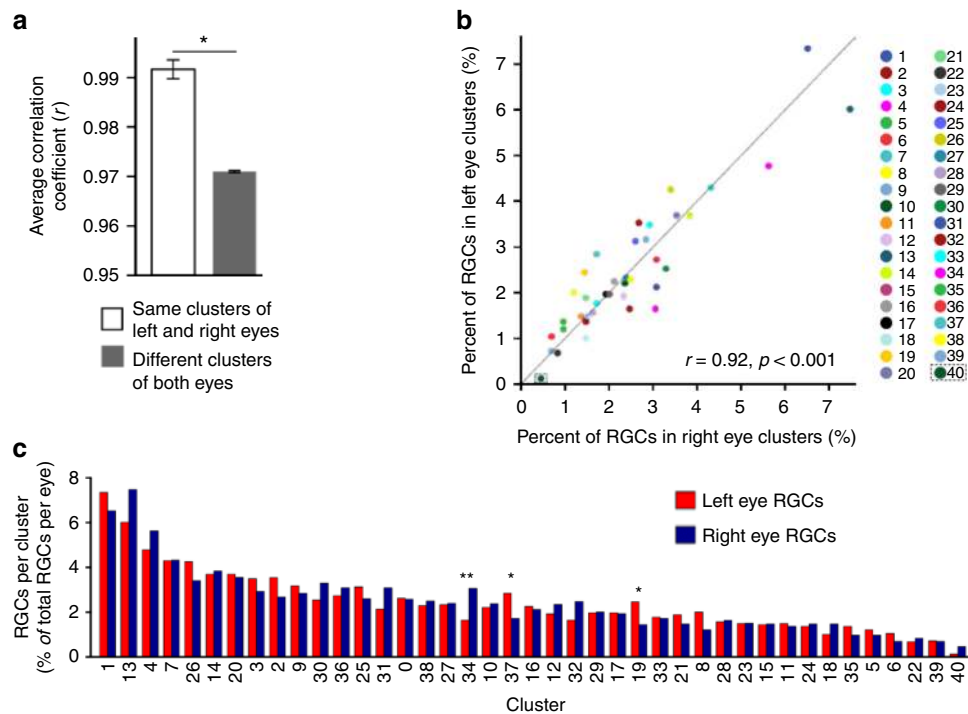 a
*
0.99
0.98
0.97
0.96
0.95
Average correlation
coefficient (r)
Same clusters of
left and right eyes
Different clusters
of both eyes
b
Percent of RGCs in left eye clusters (%)
7
6
5
4
3
2
1
0
0 1 2 3 4 5 6 7
r = 0.92, p < 0.001
Percent of RGCs in right eye clusters (%)
1 21
2 22
3 23
4 24
5 25
6 26
7 27
8 28
9 29
10 30
11 31
12 32
13 33
14 34
15 35
16 36
17 37
18 38
19 39
20 40
c
RGCs per cluster
(% of total RGCs per eye)
8
6
4
2
0
Left eye RGCs
Right eye RGCs
** * *
1 13 4 7 26 14 20 3 2 9 30 36 25 31 0 38 27 34 10 37 16 12 32 29 17 19 33 21 8 28 23 15 11 24 18 35 5 6 22 39 40
Cluster